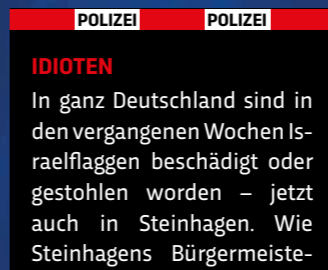 POLIZEI POLIZEI
IDIOTEN
In ganz Deutschland sind in
den vergangenen Wochen Is-
raelflaggen beschädigt oder
gestohlen worden – jetzt
auch in Steinhagen. Wie
Steinhagens Bürgermeiste-